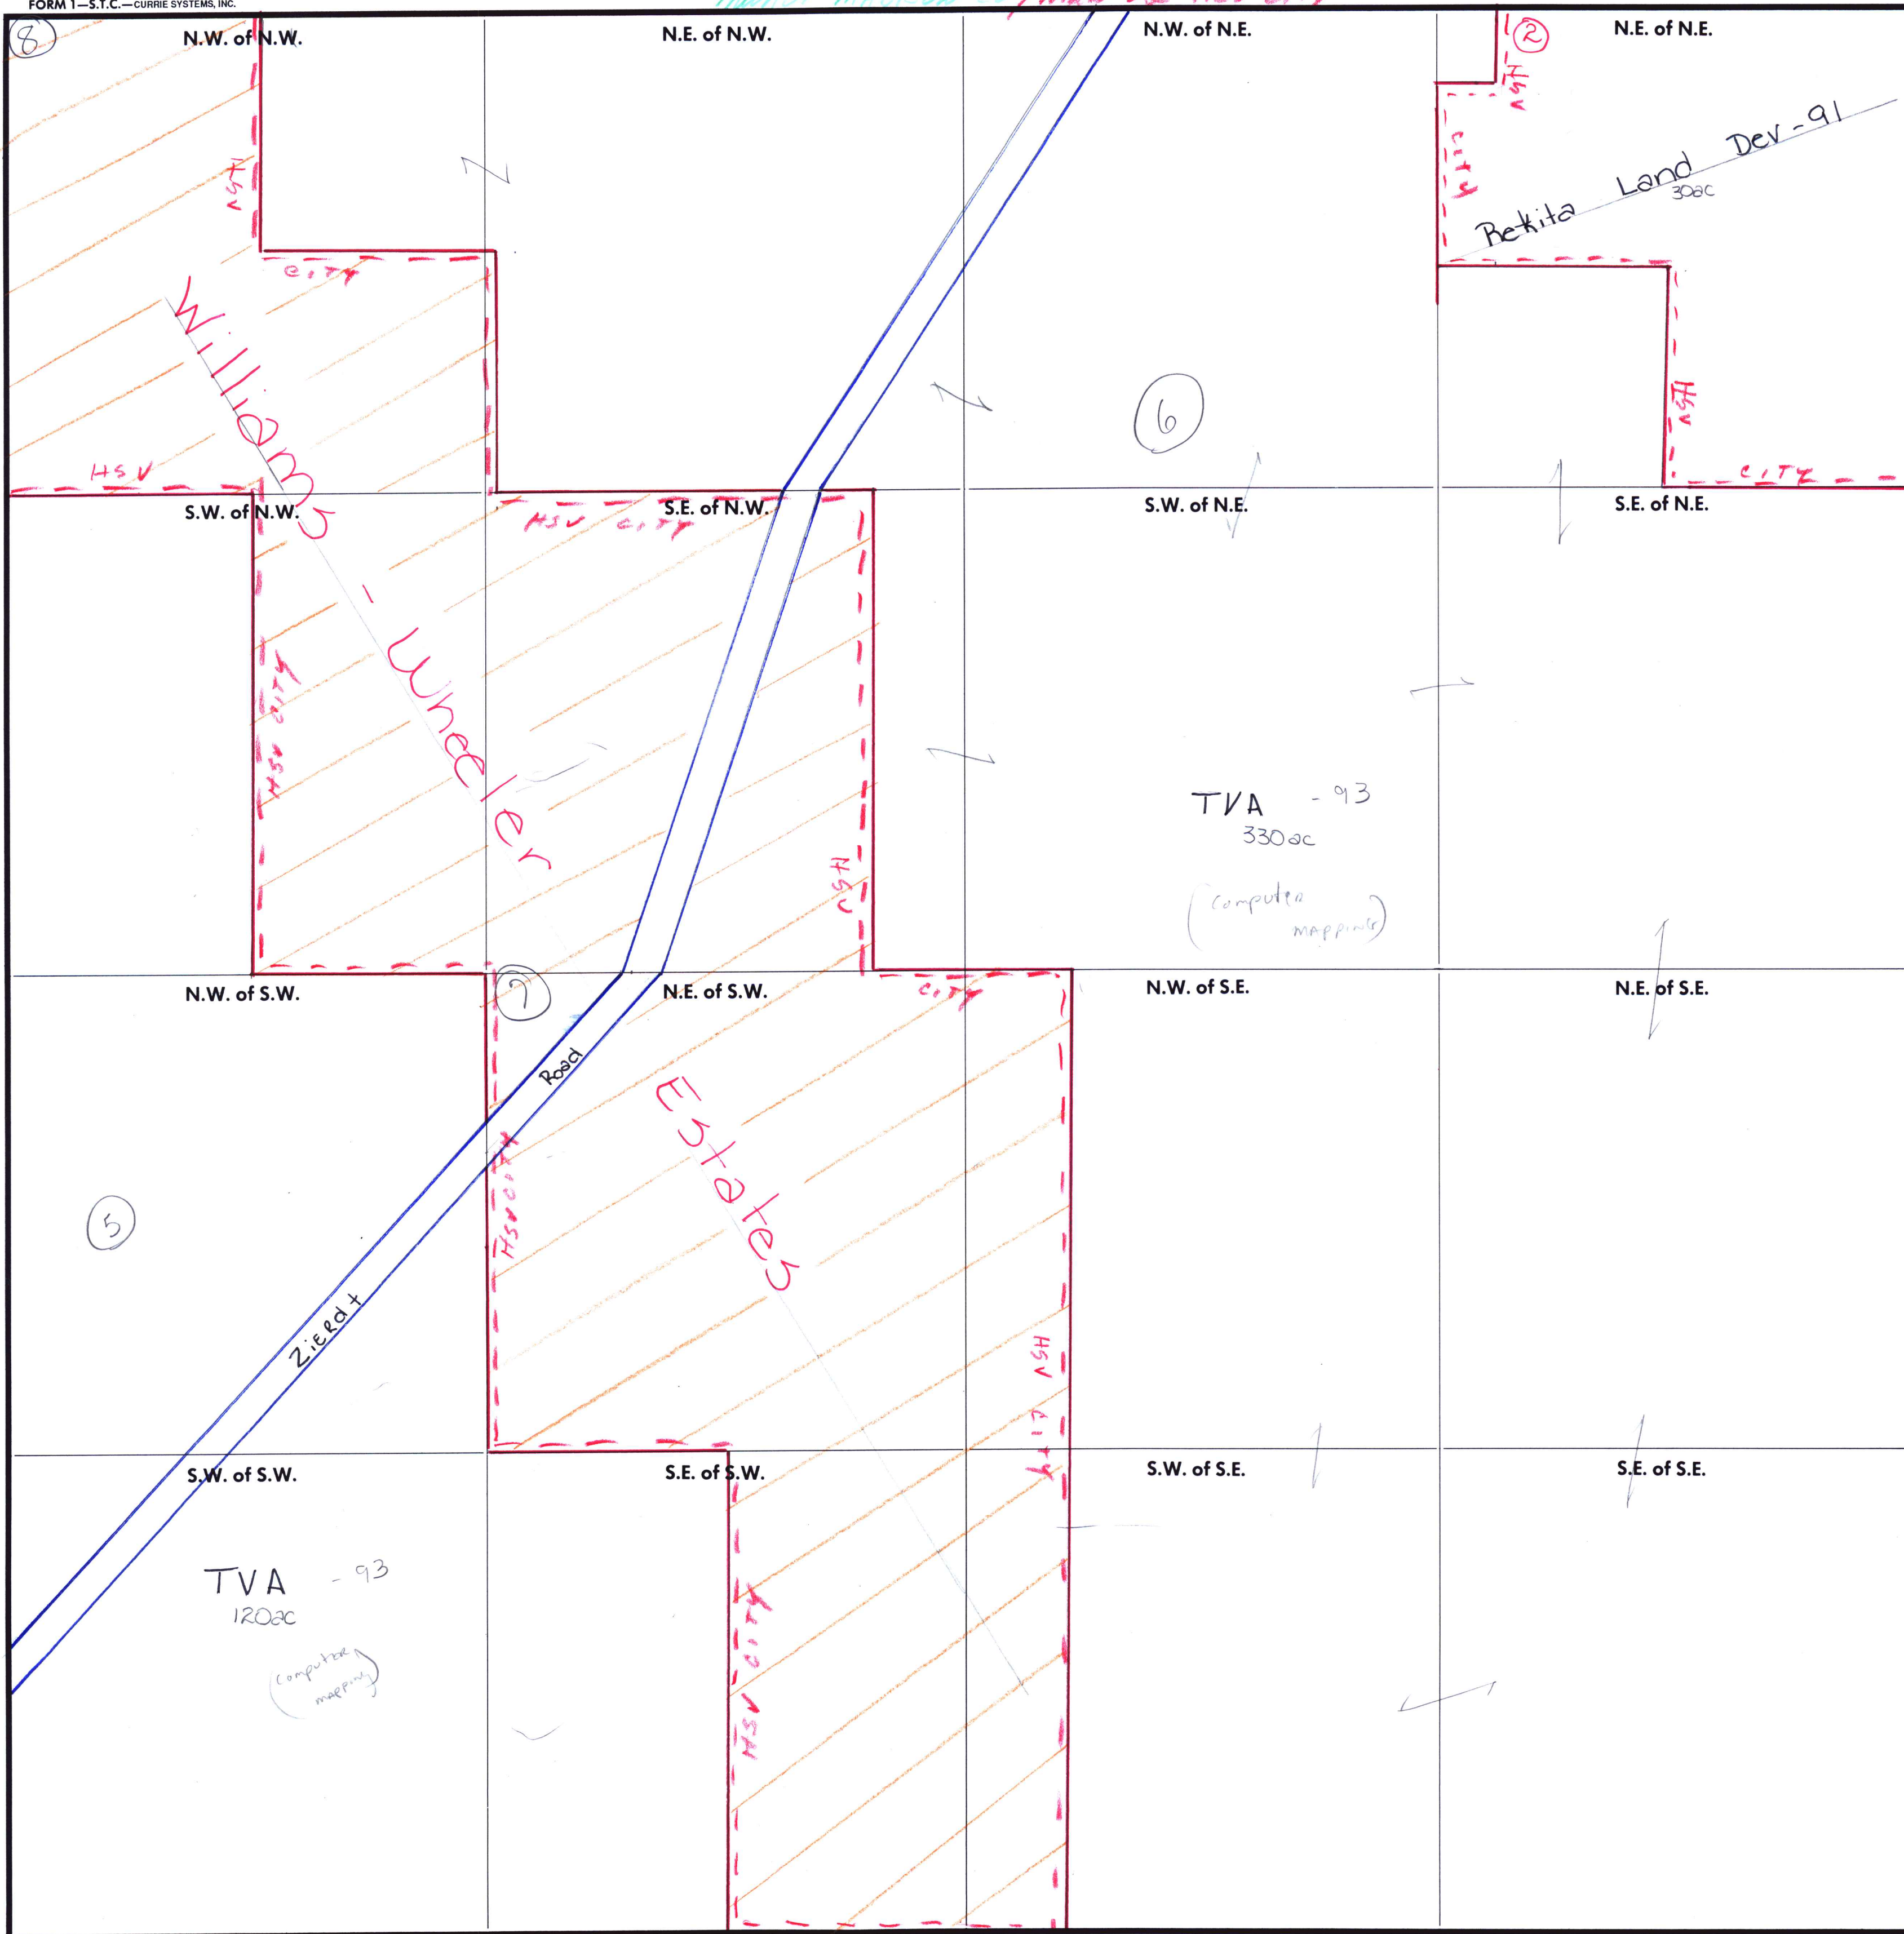 FORM 1—S.T.C.—CURRIE SYSTEMS, INC.
8
N.W. of N.W.
N.E. of N.W.
N.W. of N.E.
2
N.E. of N.E.
HSV
HSV
CITY
Rekita Land Dev-91
30ac
CITY
HSV
6
HSV
CITY
S.W. of N.W.
S.E. of N.W.
S.W. of N.E.
S.E. of N.E.
HSV CITY
Williams - Wheeler
Estates
HSV CITY
HSV
TVA - 93
330ac
(Computer
mapping)
N.W. of S.W.
7
N.E. of S.W.
CITY
N.W. of S.E.
N.E. of S.E.
Zierdt Road
HSV CITY
5
HSV City
S.W. of S.W.
S.E. of S.W.
S.W. of S.E.
S.E. of S.E.
TVA - 93
120ac
(computer
mapping)
HSV CITY